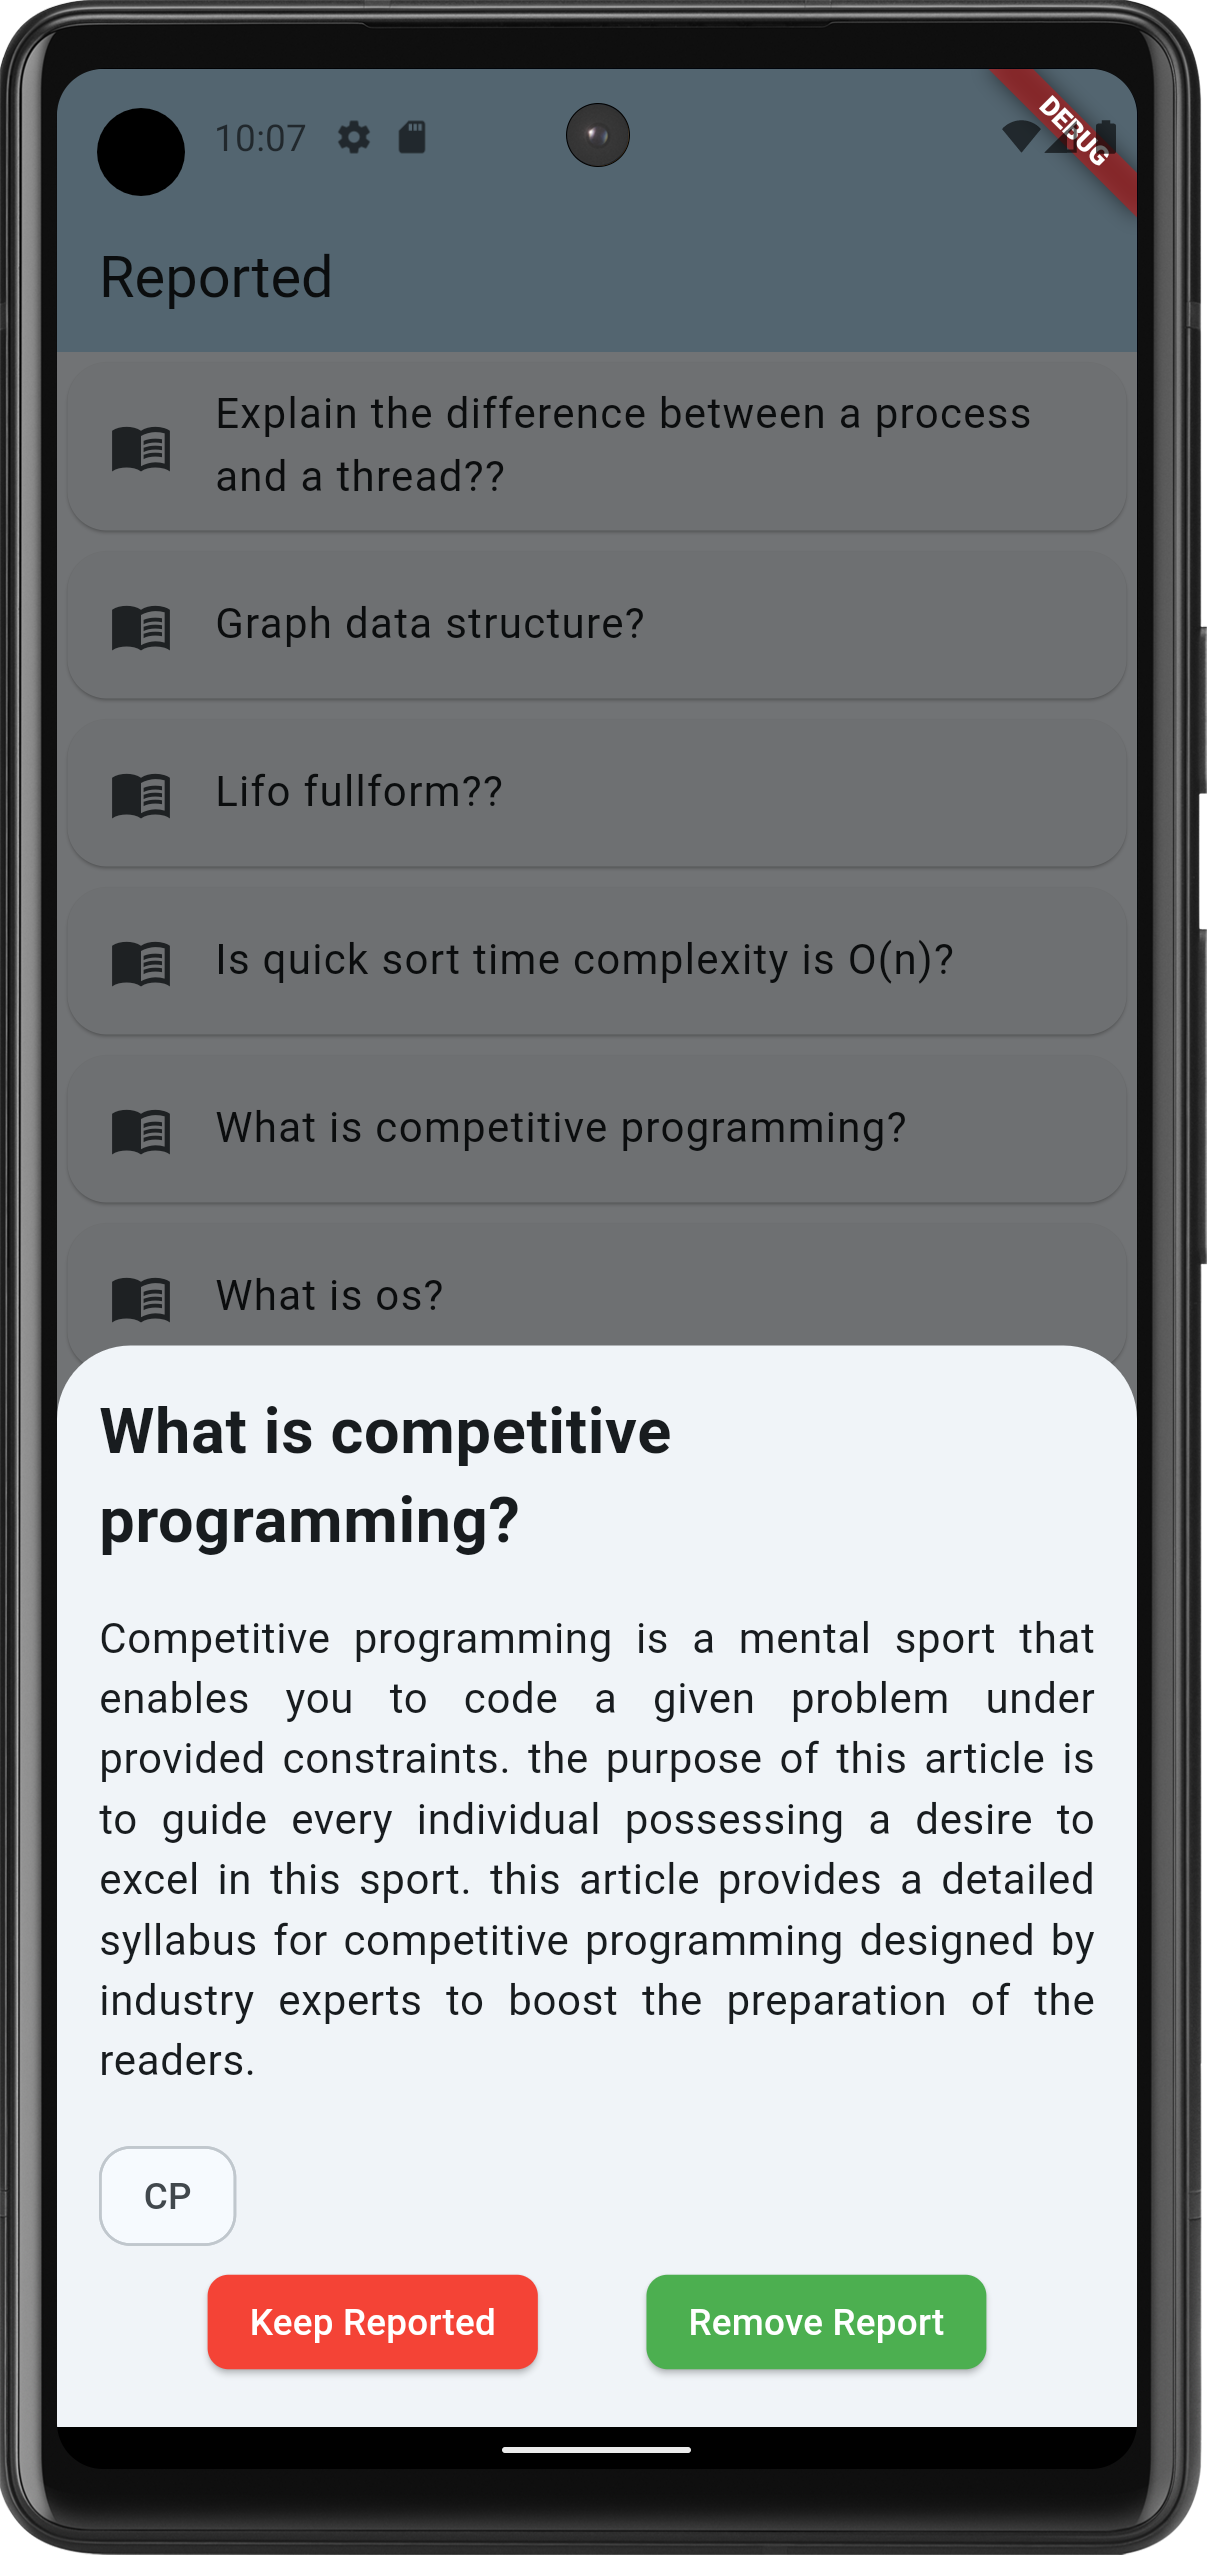 10:07
DEBUG
Reported
Explain the difference between a process
and a thread??
Graph data structure?
Lifo fullform??
Is quick sort time complexity is O(n)?
What is competitive programming?
What is os?
What is competitive
programming?
Competitive programming is a mental sport that
enables you to code a given problem under
provided constraints. the purpose of this article is
to guide every individual possessing a desire to
excel in this sport. this article provides a detailed
syllabus for competitive programming designed by
industry experts to boost the preparation of the
readers.
CP
Keep Reported
Remove Report